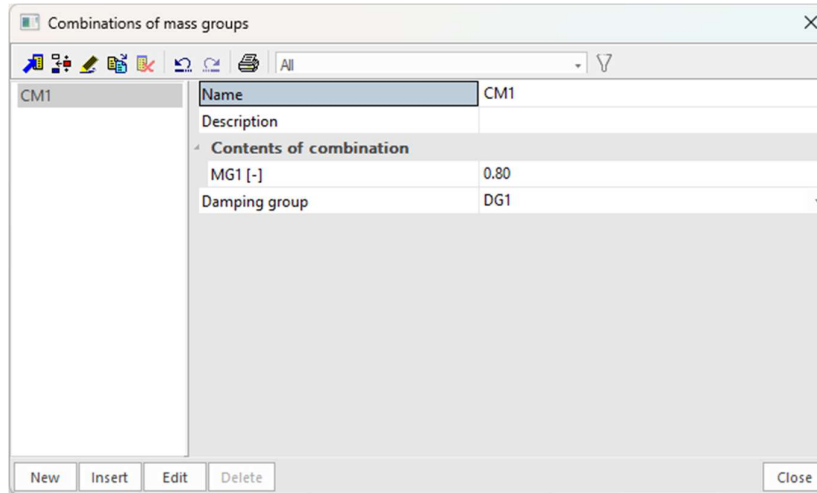 Combinations of mass groups
All
CM1
Name CM1
Description
Contents of combination
MG1 [-] 0.80
Damping group DG1
New Insert Edit Delete Close